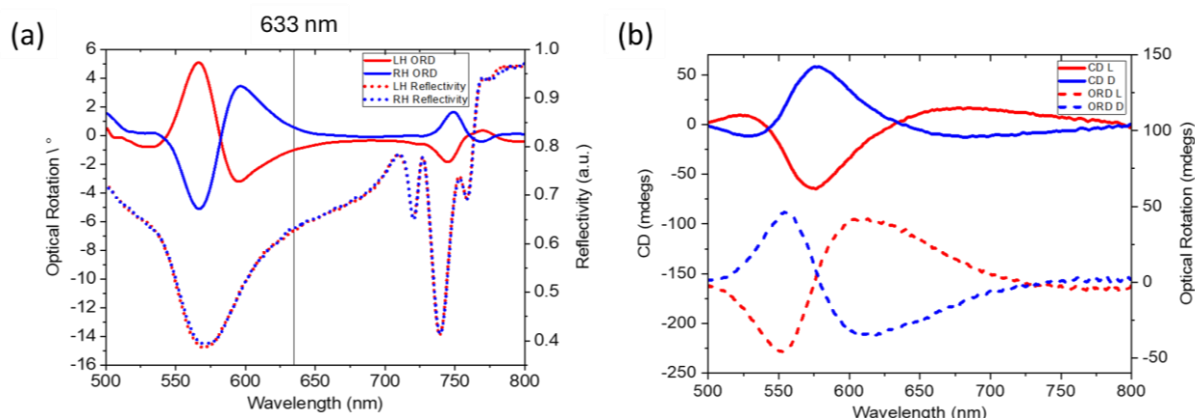 (a)
633 nm
6
4
2
0
-2
-4
-6
-8
-10
-12
-14
-16
Optical Rotation \ °
LH ORD
RH ORD
LH Reflectivity
RH Reflectivity
1.0
0.9
0.8
0.7
0.6
0.5
0.4
Reflectivity (a.u.)
500 550 600 650 700 750 800
Wavelength (nm)
(b)
50
0
-50
-100
-150
-200
-250
CD (mdegs)
CD L
CD D
ORD L
ORD D
150
100
50
0
-50
Optical Rotation (mdegs)
500 550 600 650 700 750 800
Wavelength (nm)